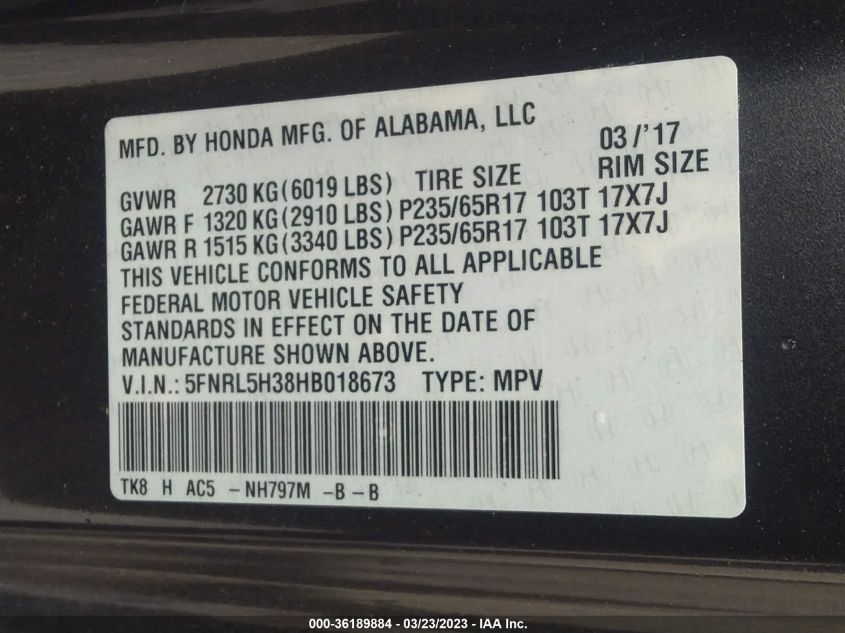 MFD. BY HONDA MFG. OF ALABAMA, LLC 03/'17
GVWR 2730 KG(6019 LBS) TIRE SIZE RIM SIZE
GAWR F 1320 KG(2910 LBS) P235/65R17 103T 17X7J
GAWR R 1515 KG(3340 LBS) P235/65R17 103T 17X7J
THIS VEHICLE CONFORMS TO ALL APPLICABLE
FEDERAL MOTOR VEHICLE SAFETY
STANDARDS IN EFFECT ON THE DATE OF
MANUFACTURE SHOWN ABOVE.
V.I.N.: 5FNRL5H38HB018673 TYPE: MPV
TK8 H AC5 -NH797M -B-B
000-36189884 - 03/23/2023 - IAA Inc.